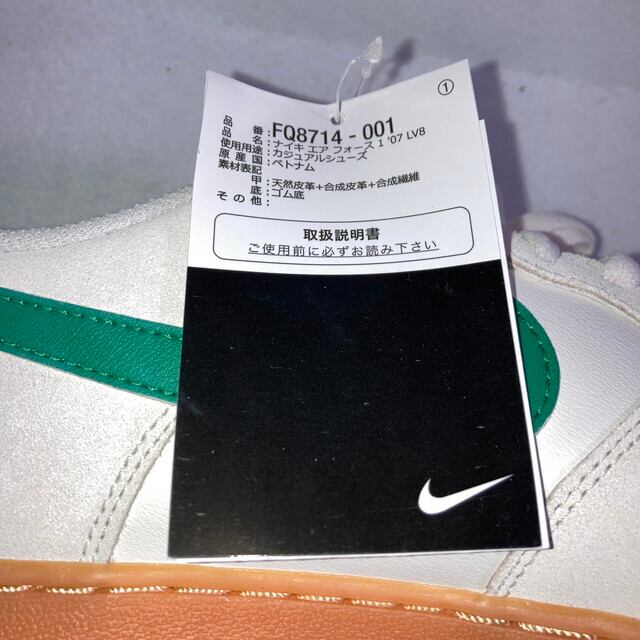 ①
品番：FQ8714 - 001
品名：ナイキ エア フォース 1 '07 LV8
使用用途：カジュアルシューズ
原産国：ベトナム
素材表記
甲：天然皮革+合成皮革+合成繊維
底：ゴム底
その他：
取扱説明書
ご使用前に必ずお読み下さい